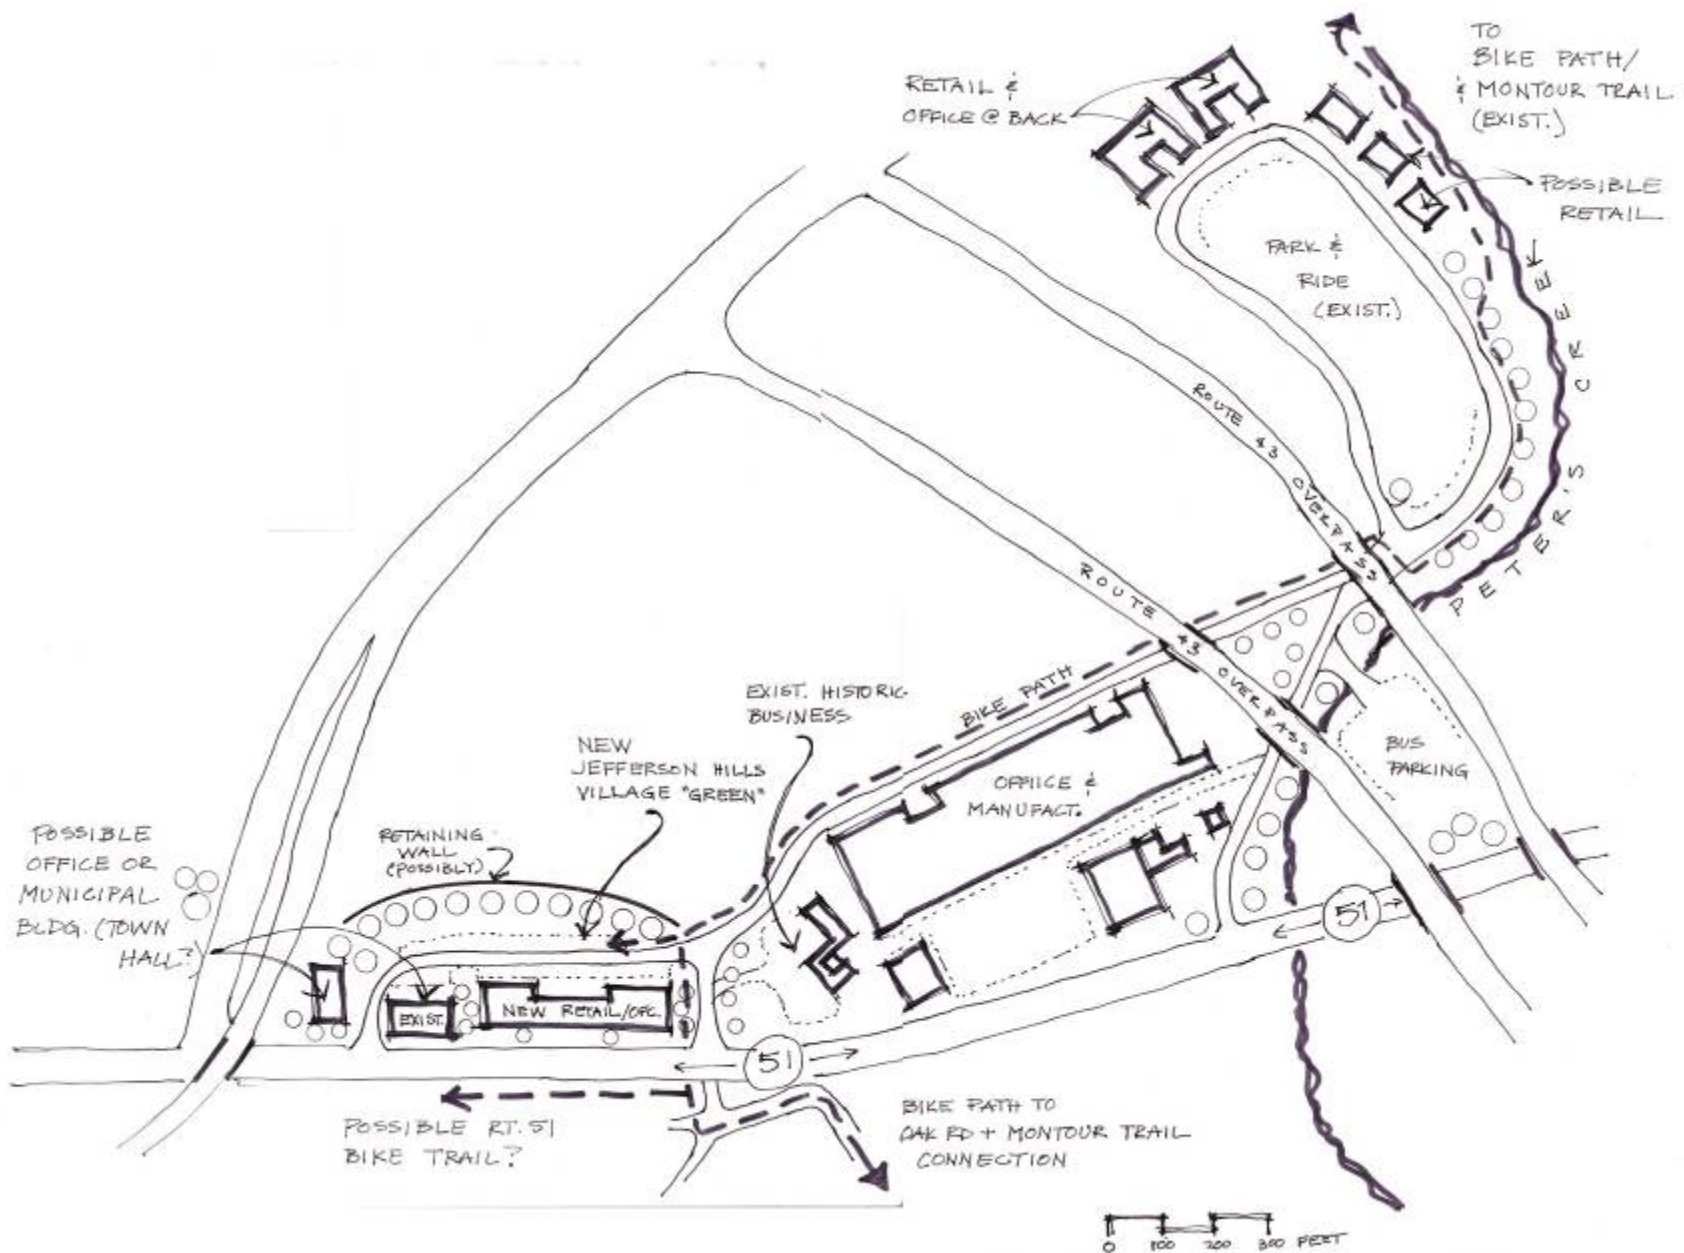 RETAIL &
OFFICE @ BACK
TO
BIKE PATH/
& MONTOUR TRAIL
(EXIST.)
POSSIBLE
RETAIL
PARK &
RIDE
(EXIST.)
PETER'S CREEK
ROUTE 43 OVERPASS
ROUTE 43 OVERPASS
BIKE PATH
EXIST. HISTORIC
BUSINESS
NEW
JEFFERSON HILLS
VILLAGE "GREEN"
OFFIICE &
MANUFACT.
BUS
PARKING
RETAINING
WALL
(POSSIBLY)
POSSIBLE
OFFICE OR
MUNICIPAL
BLDG. (TOWN
HALL?)
EXIST.
NEW RETAIL/OFC.
51
51
POSSIBLE RT. 51
BIKE TRAIL?
BIKE PATH TO
OAK RD + MONTOUR TRAIL
CONNECTION
0 100 200 300 FEET